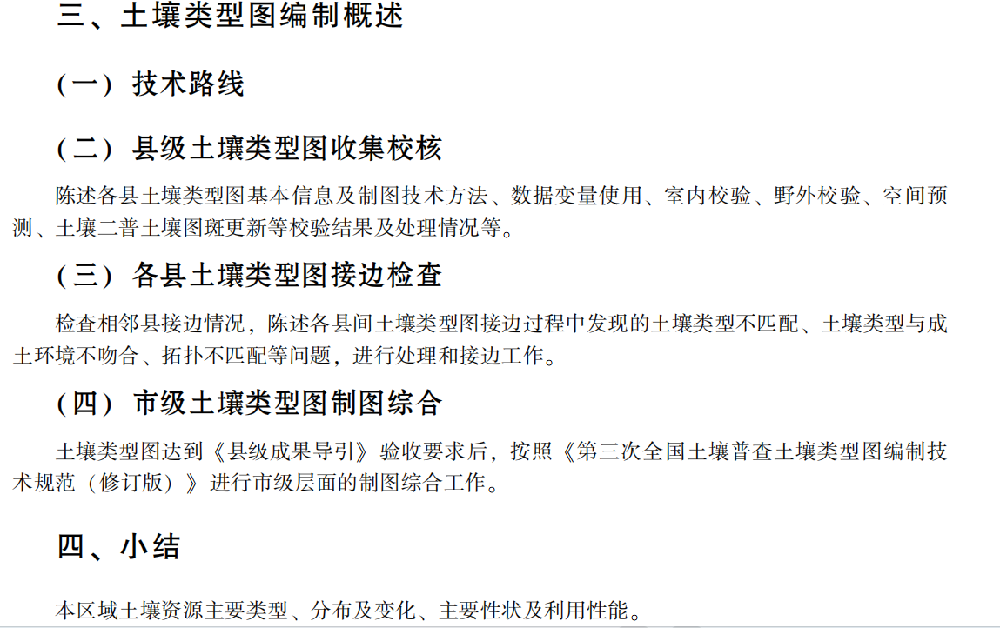 三、土壤类型图编制概述
（一）技术路线
（二）县级土壤类型图收集校核
陈述各县土壤类型图基本信息及制图技术方法、数据变量使用、室内校验、野外校验、空间预
测、土壤二普土壤图斑更新等校验结果及处理情况等。
（三）各县土壤类型图接边检查
检查相邻县接边情况，陈述各县间土壤类型图接边过程中发现的土壤类型不匹配、土壤类型与成
土环境不吻合、拓扑不匹配等问题，进行处理和接边工作。
（四）市级土壤类型图制图综合
土壤类型图达到《县级成果导引》验收要求后，按照《第三次全国土壤普查土壤类型图编制技
术规范（修订版）》进行市级层面的制图综合工作。
四、小结
本区域土壤资源主要类型、分布及变化、主要性状及利用性能。